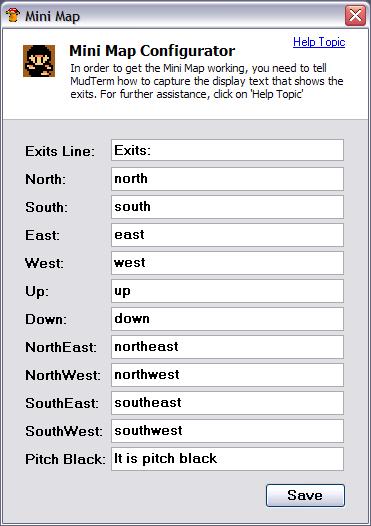 Mini Map
Help Topic
Mini Map Configurator
In order to get the Mini Map working, you need to tell
MudTerm how to capture the display text that shows the
exits. For further assistance, click on 'Help Topic'
Exits Line: Exits:
North: north
South: south
East: east
West: west
Up: up
Down: down
NorthEast: northeast
NorthWest: northwest
SouthEast: southeast
SouthWest: southwest
Pitch Black: It is pitch black
Save